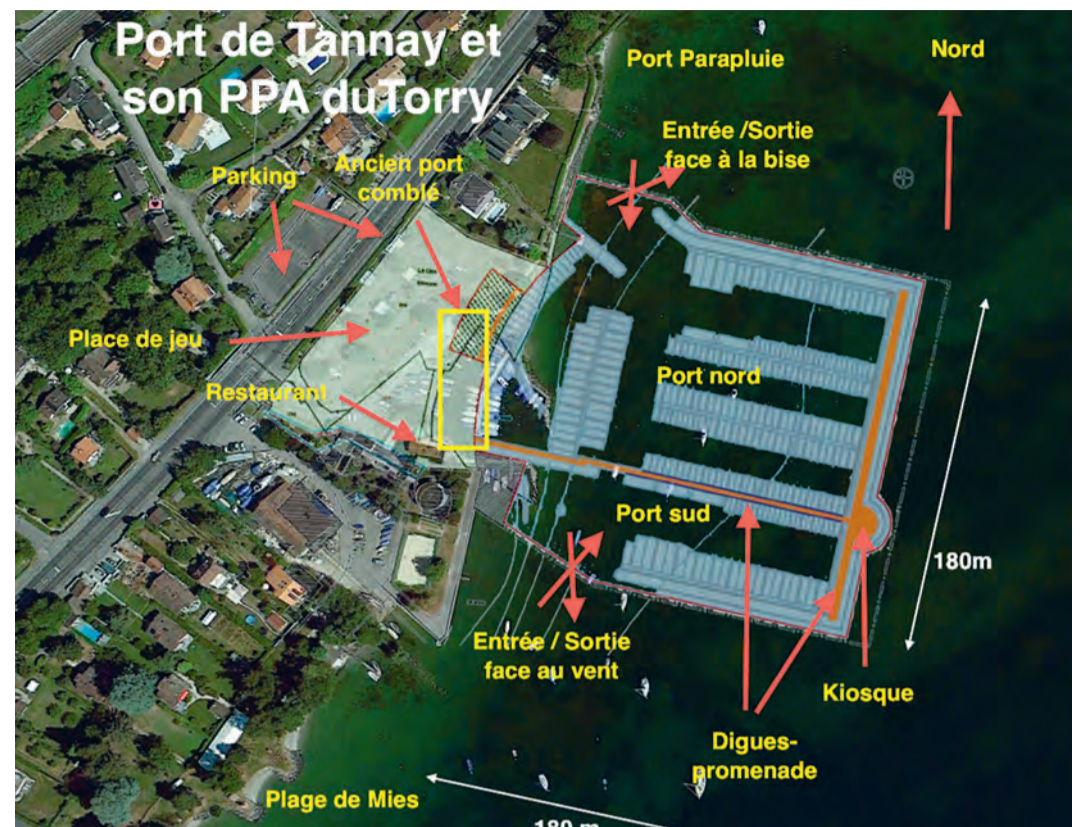 Port de Tannay et
son PPA duTorry
Port Parapluie
Nord
Entrée /Sortie
face à la bise
Parking
Ancien port
comblé
Place de jeu
Restaurant
Port nord
Port sud
180m
Entrée / Sortie
face au vent
Kiosque
Digues-
promenade
Plage de Mies
180 m